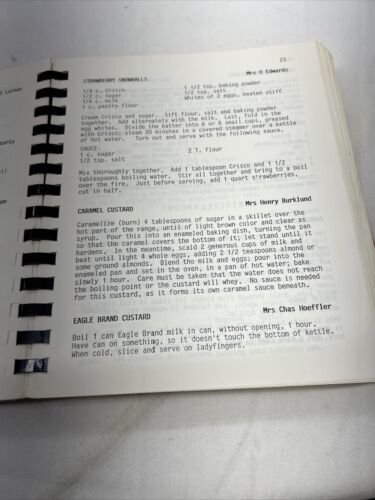 23
STRAWBERRY SNOWBALLS
Mrs H Edwards
1/4 c. Crisco
1 1/2 tsp. baking powder
1/2 c. sugar
1/2 tsp. salt
1/4 c. milk
Whites of 2 eggs, beaten stiff
1 c. pastry flour
Cream Crisco and sugar. Sift flour, salt and baking powder
together. Add alternately with the milk. Last, fold in the
egg whites. Divide the batter into 6 or 8 small cups, greased
with Crisco; steam 20 minutes in a covered steamer over a kettle
of hot water. Turn out and serve with the following sauce.
SAUCE:
1 c. sugar
2 T. flour
1/2 tsp. salt
Mix thoroughly together. Add 1 tablespoon Crisco and 1 1/2
tablespoons boiling water. Stir all together and bring to a boil
over the fire. Just before serving, add 1 quart strawberries,
cut in half.
CARAMEL CUSTARD
Mrs Henry Burklund
Caramelize (burn) 4 tablespoons of sugar in a skillet over the
hot part of the range, until of light brown color and clear as
syrup. Pour this into an enameled baking dish, turning the pan
so that the caramel covers the bottom of it; let stand until it
hardens. In the meantime, scald 2 generous cups of milk and
beat until light 4 whole eggs, adding 2 1/2 teaspoons almond or
some ground almonds. Blend the milk and eggs; pour into the
enameled pan and set in the oven, in a pan of hot water; bake
slowly 1 hour. Care must be taken that the water does not reach
the boiling point or the custard will whey. No sauce is needed
for this custard, as it forms its own caramel sauce beneath.
EAGLE BRAND CUSTARD
Mrs Chas Hoeffler
Boil 1 can Eagle Brand milk in can, without opening, 1 hour.
Have can on something, so it doesn't touch the bottom of kettle.
When cold, slice and serve on ladyfingers.